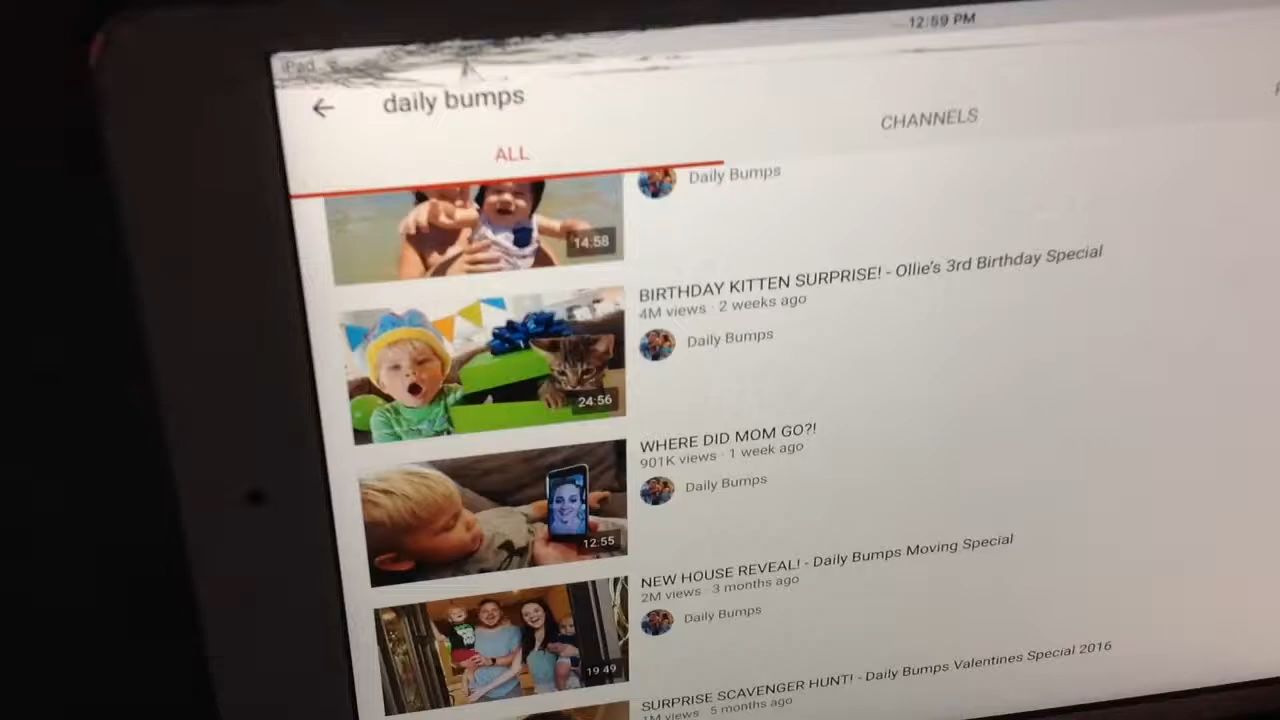 12:59 PM
iPad
daily bumps
ALL
CHANNELS
Daily Bumps
14:58
BIRTHDAY KITTEN SURPRISE! - Ollie's 3rd Birthday Special
4M views · 2 weeks ago
Daily Bumps
24:56
WHERE DID MOM GO?!
901K views · 1 week ago
Daily Bumps
12:55
NEW HOUSE REVEAL! - Daily Bumps Moving Special
2M views · 3 months ago
Daily Bumps
19:49
SURPRISE SCAVENGER HUNT! - Daily Bumps Valentines Special 2016
1M views · 5 months ago